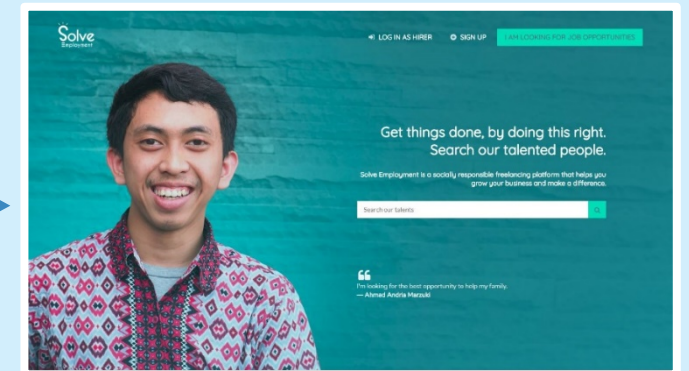 Solve
Employment
LOG IN AS HIRER
SIGN UP
I AM LOOKING FOR JOB OPPORTUNITIES
Get things done, by doing this right.
Search our talented people.
Solve Employment is a socially responsible freelancing platform that helps you
grow your business and make a difference.
Search our talents
“
I'm looking for the best opportunity to help my family.
— Ahmad Andria Marzuki